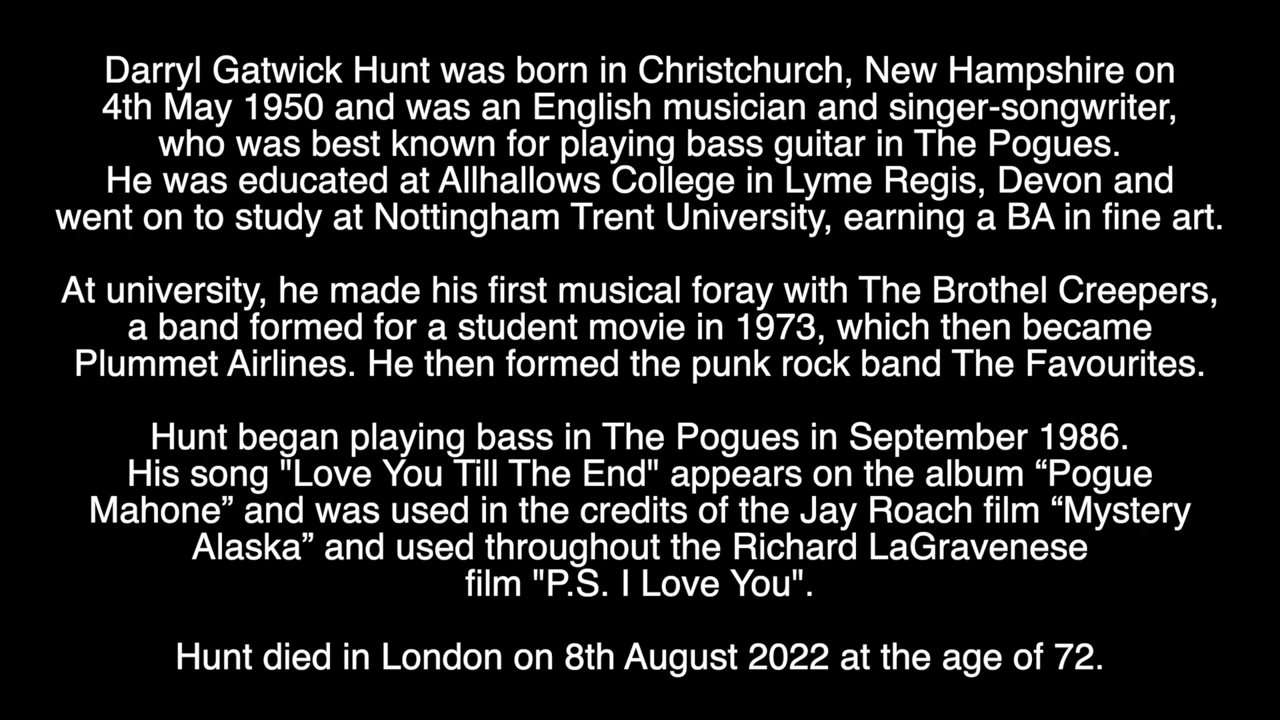 Darryl Gatwick Hunt was born in Christchurch, New Hampshire on
4th May 1950 and was an English musician and singer-songwriter,
who was best known for playing bass guitar in The Pogues.
He was educated at Allhallows College in Lyme Regis, Devon and
went on to study at Nottingham Trent University, earning a BA in fine art.
At university, he made his first musical foray with The Brothel Creepers,
a band formed for a student movie in 1973, which then became
Plummet Airlines. He then formed the punk rock band The Favourites.
Hunt began playing bass in The Pogues in September 1986.
His song "Love You Till The End" appears on the album “Pogue
Mahone” and was used in the credits of the Jay Roach film “Mystery
Alaska” and used throughout the Richard LaGravenese
film "P.S. I Love You".
Hunt died in London on 8th August 2022 at the age of 72.